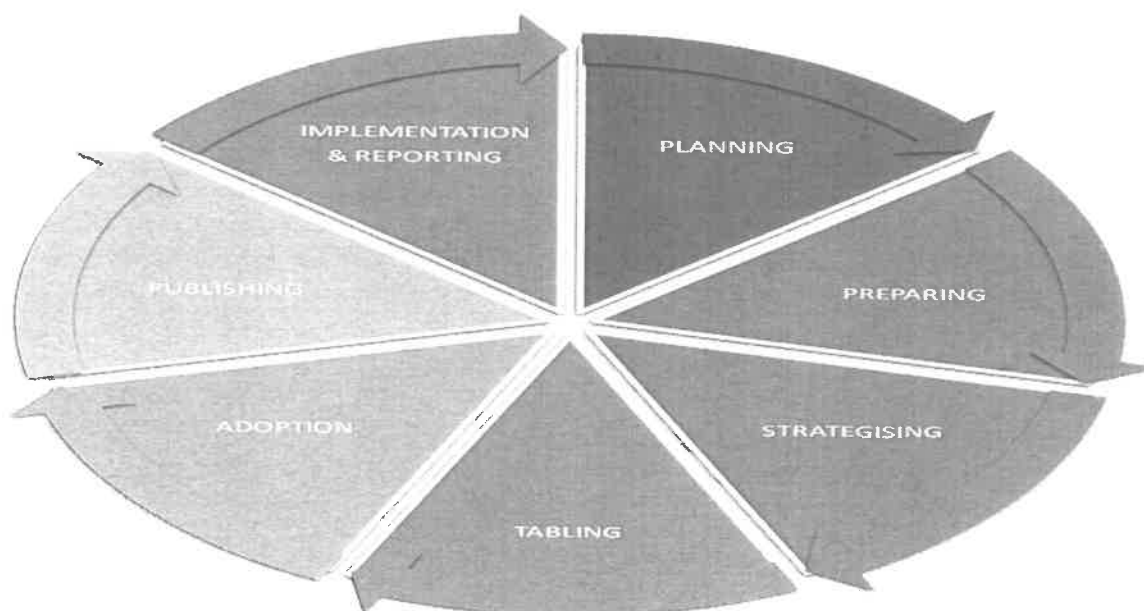 PLANNING
PREPARING
STRATEGISING
TABLING
ADOPTION
PUBLISHING
IMPLEMENTATION
& REPORTING